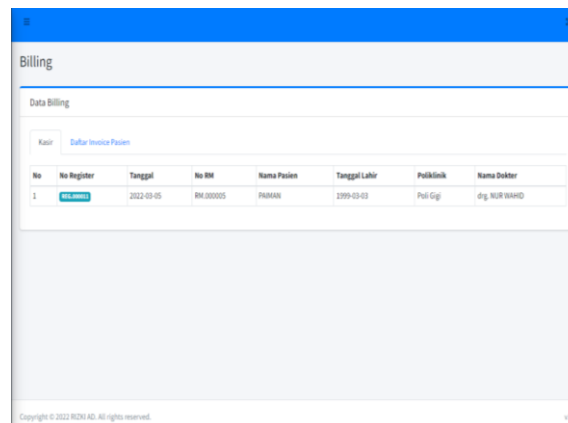 Billing
Data Billing
Kasir Daftar Invoice Pasien
No No Register Tanggal No RM Nama Pasien Tanggal Lahir Poliklinik Nama Dokter
1 REG.000011 2022-03-05 RM.000005 PAIMAN 1999-03-03 Poli Gigi drg. NUR WAHID
Copyright © 2022 RIZKI AD. All rights reserved.